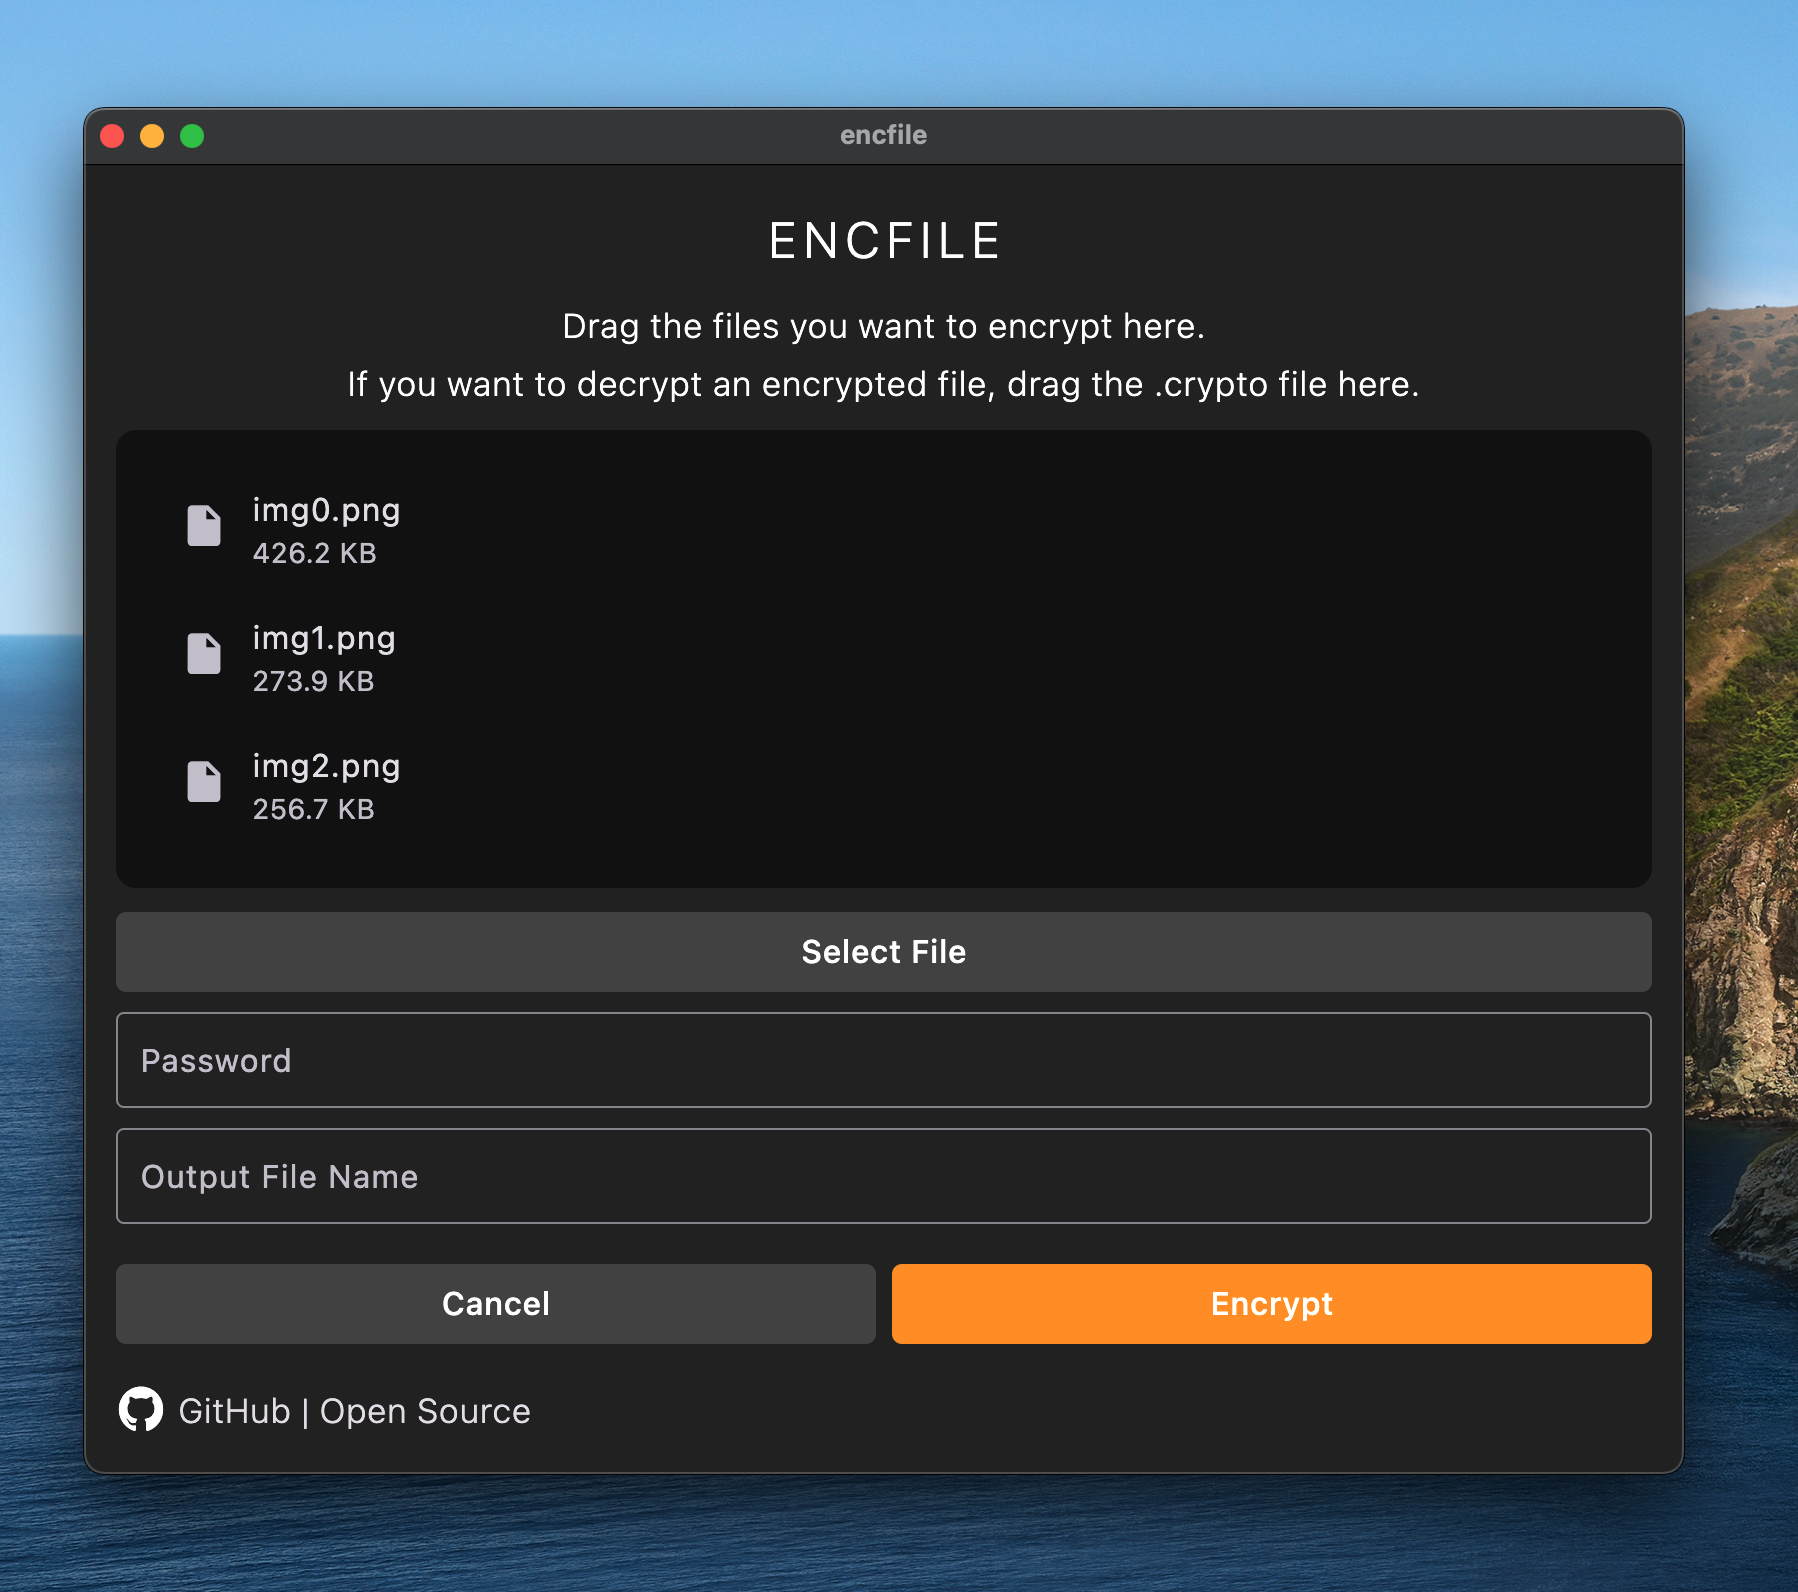 encfile
ENCFILE
Drag the files you want to encrypt here.
If you want to decrypt an encrypted file, drag the .crypto file here.
img0.png
426.2 KB
img1.png
273.9 KB
img2.png
256.7 KB
Select File
Password
Output File Name
Cancel
Encrypt
GitHub | Open Source